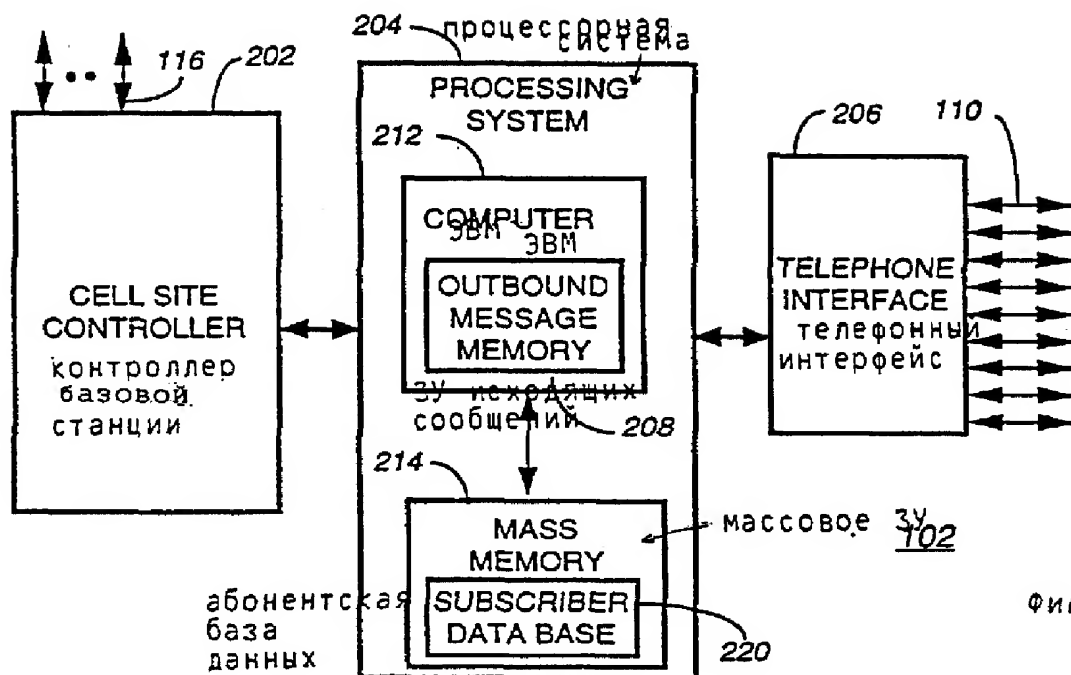 116
202
204
процессорная
система
PROCESSING
SYSTEM
212
COMPUTER
ЭВМ ЭВМ
OUTBOUND
MESSAGE
MEMORY
ЗУ исходящих
сообщений
208
CELL SITE
CONTROLLER
контроллер
базовой
станции
206
110
TELEPHONE
INTERFACE
телефонный
интерфейс
214
MASS
MEMORY
массовое ЗУ
102
абонентская
база
данных
SUBSCRIBER
DATA BASE
220